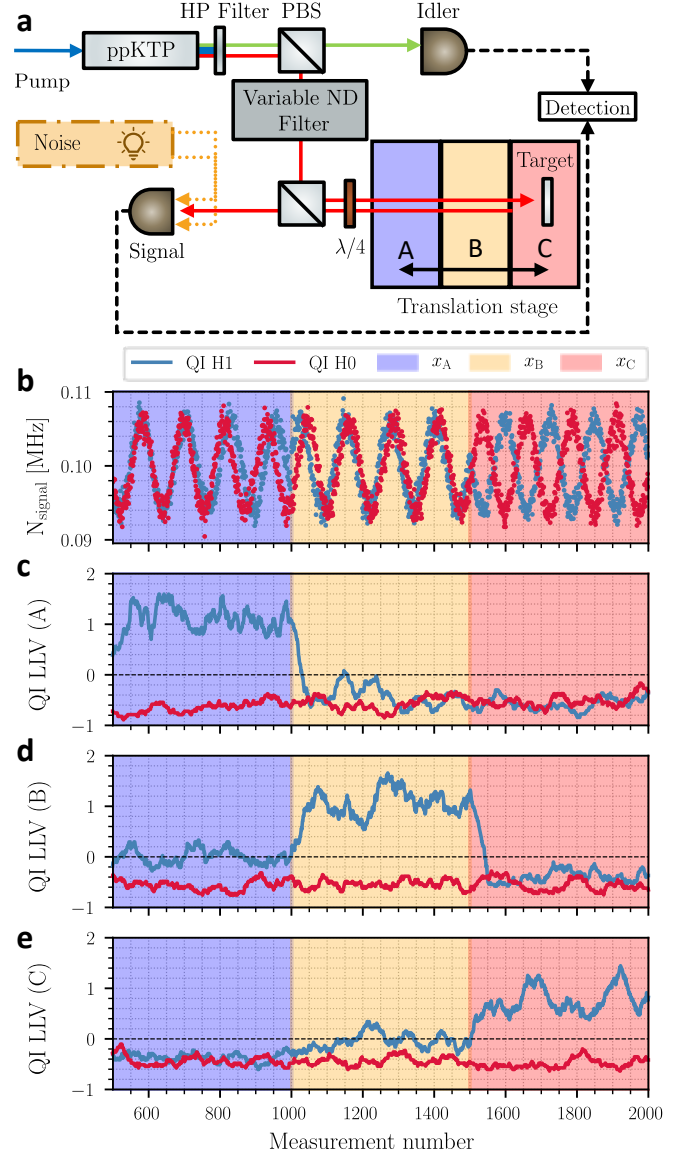 a
HP Filter PBS Idler
ppKTP
Pump
Variable ND
Filter
Detection
Noise
Target
Signal
λ/4
A B C
Translation stage
QI H1 QI H0 x_A x_B x_C
b
N_signal [MHz]
0.11
0.10
0.09
c
QI LLV (A)
2
1
0
−1
d
QI LLV (B)
2
1
0
−1
e
QI LLV (C)
2
1
0
−1
600 800 1000 1200 1400 1600 1800 2000
Measurement number